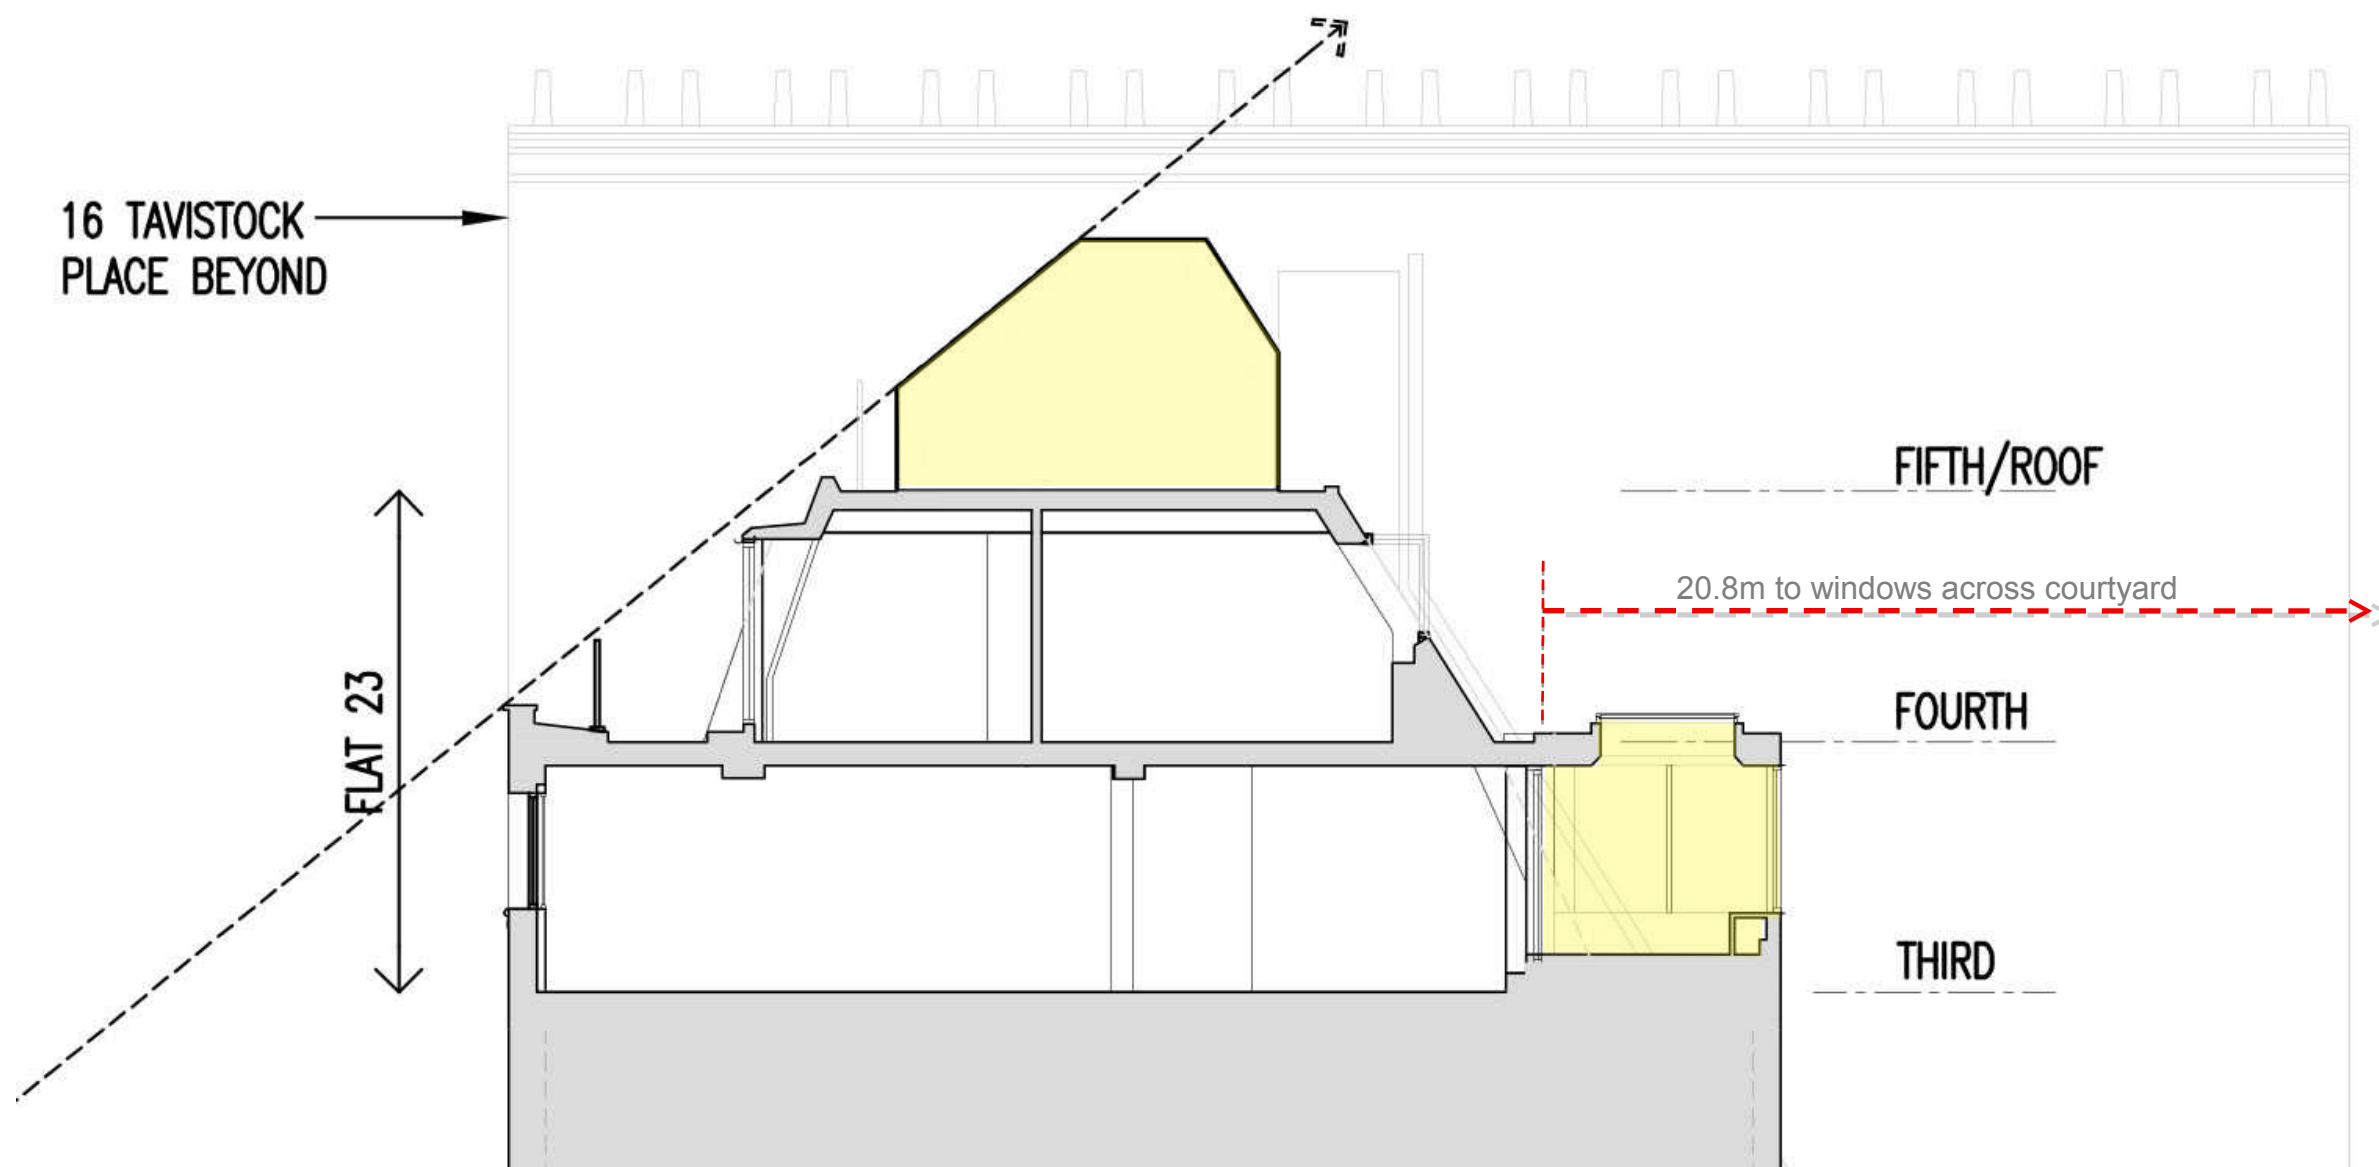 16 TAVISTOCK
PLACE BEYOND
FIFTH/ROOF
20.8m to windows across courtyard
FLAT 23
FOURTH
THIRD